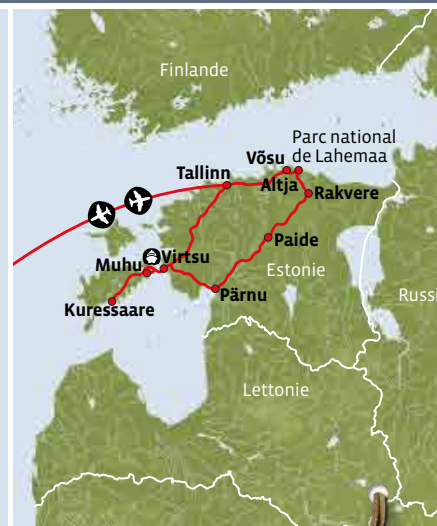 Finlande
Parc national
de Lahemaa
Võsu
Tallinn
Altja
Rakvere
Paide
Muhu
Virtsu
Estonie
Pärnu
Russi
Kuressaare
Lettonie